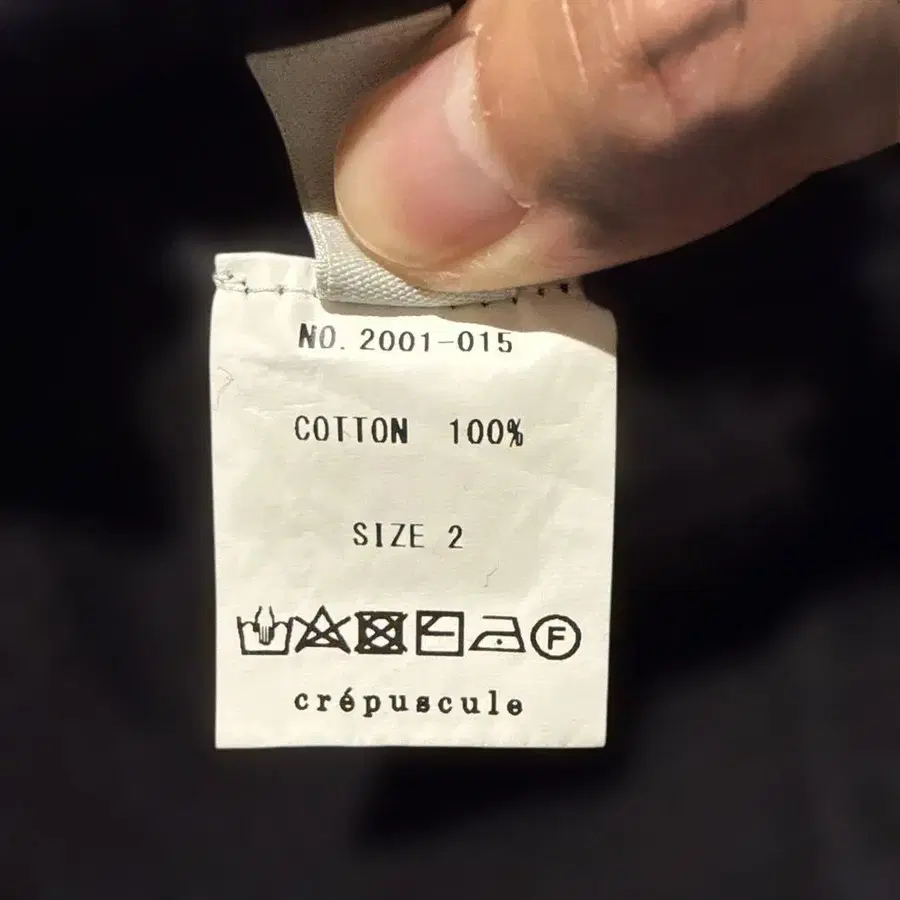 NO. 2001-015
COTTON 100%
SIZE 2
F
crépuscule